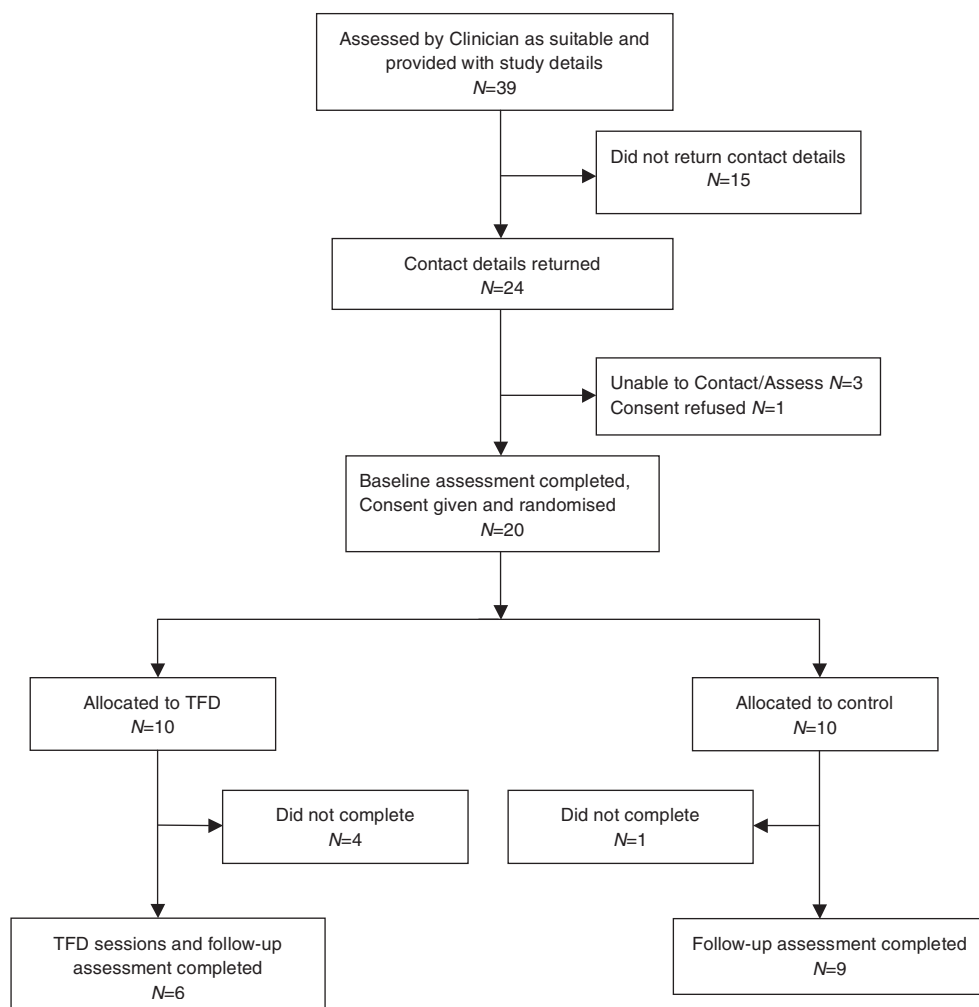 Assessed by Clinician as suitable and
provided with study details
N=39
Did not return contact details
N=15
Contact details returned
N=24
Unable to Contact/Assess N=3
Consent refused N=1
Baseline assessment completed,
Consent given and randomised
N=20
Allocated to TFD
N=10
Allocated to control
N=10
Did not complete
N=4
Did not complete
N=1
TFD sessions and follow-up
assessment completed
N=6
Follow-up assessment completed
N=9